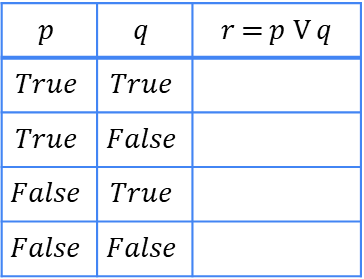 p q r = p ∨ q
True True
True False
False True
False False